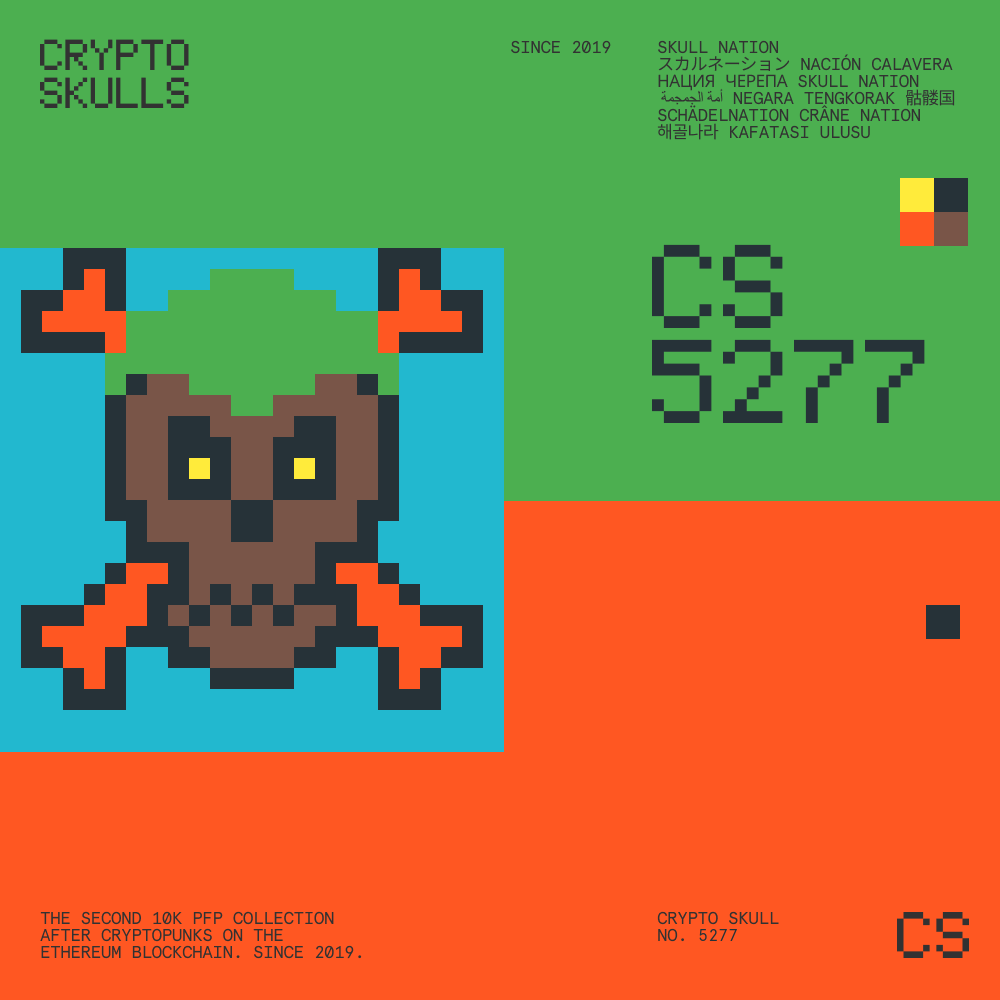 CRYPTO
SKULLS
SINCE 2019
SKULL NATION
スカルネーション NACIÓN CALAVERA
НАЦИЯ ЧЕРЕПА SKULL NATION
أمة الجمجمة NEGARA TENGKORAK 骷髅国
SCHÄDELNATION CRÂNE NATION
해골나라 KAFATASI ULUSU
CS
5277
THE SECOND 10K PFP COLLECTION
AFTER CRYPTOPUNKS ON THE
ETHEREUM BLOCKCHAIN. SINCE 2019.
CRYPTO SKULL
NO. 5277
CS